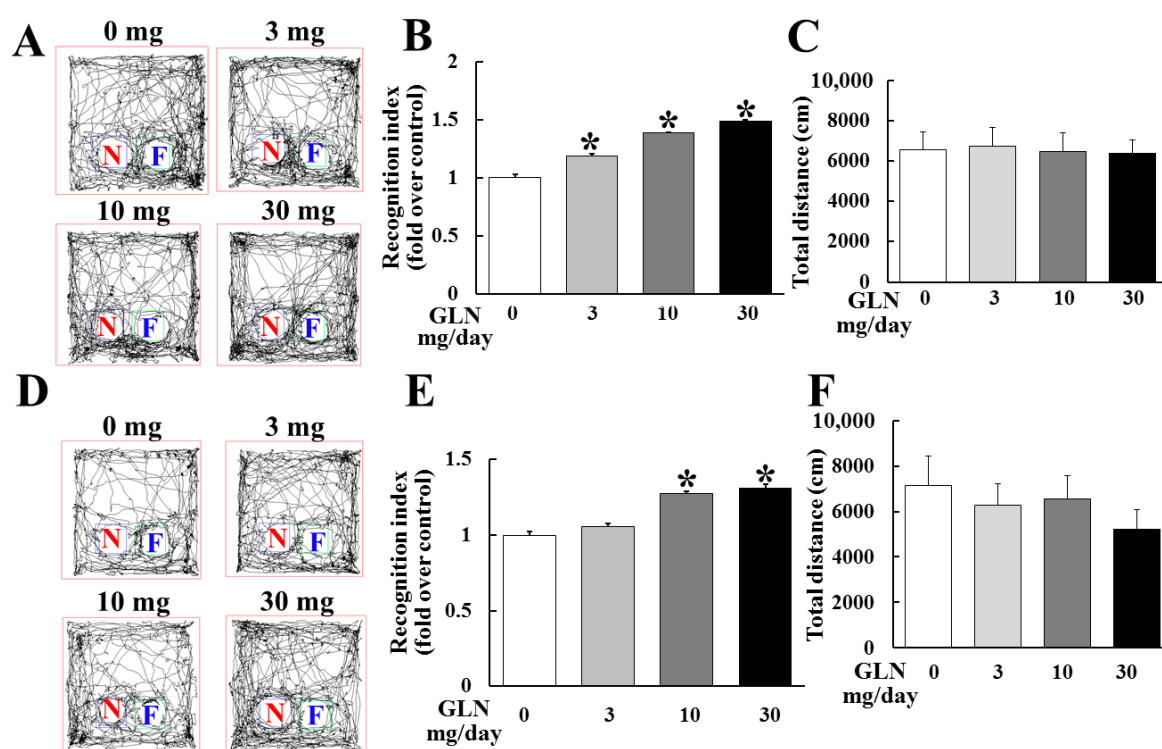 A
0 mg
3 mg
N
F
N
F
10 mg
30 mg
N
F
N
F
B
Recognition index
(fold over control)
2
1.5
1
0.5
0
*
*
*
GLN
mg/day
0
3
10
30
C
Total distance (cm)
10,000
8000
6000
4000
2000
0
GLN
mg/day
0
3
10
30
D
0 mg
3 mg
N
F
N
F
10 mg
30 mg
N
F
N
F
E
Recognition index
(fold over control)
1.5
1
0.5
0
*
*
GLN
mg/day
0
3
10
30
F
Total distance (cm)
10,000
8000
6000
4000
2000
0
GLN
mg/day
0
3
10
30